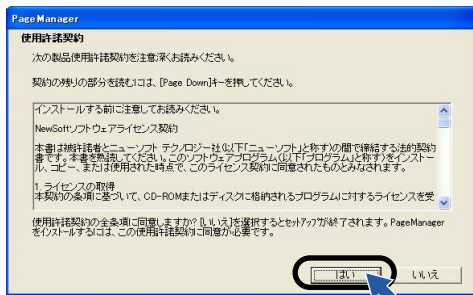 PageManager
使用許諾契約
次の製品使用許諾契約を注意深くお読みください。
契約の残りの部分を読むには、[Page Down]キーを押してください。
インストールする前に注意してお読みください。
NewSoftソフトウェアライセンス契約
本書は被許諾者とニューソフト テクノロジー社(以下「ニューソフト」と称す)の間で締結する法的契約
書です。本書を熟読してください。このソフトウェアプログラム(以下「プログラム」と称す)をインストー
ル、コピー、または使用された時点で、このライセンス契約に同意されたものとみなされます。
1. ライセンスの取得
本契約の条項に基づいて、CD-ROMまたはディスクに格納されるプログラムに対するライセンスを受
使用許諾契約の全条項に同意しますか?[いいえ]を選択するとセットアップが終了されます。PageManager
をインストールするには、この使用許諾契約に同意が必要です。
はい
いいえ